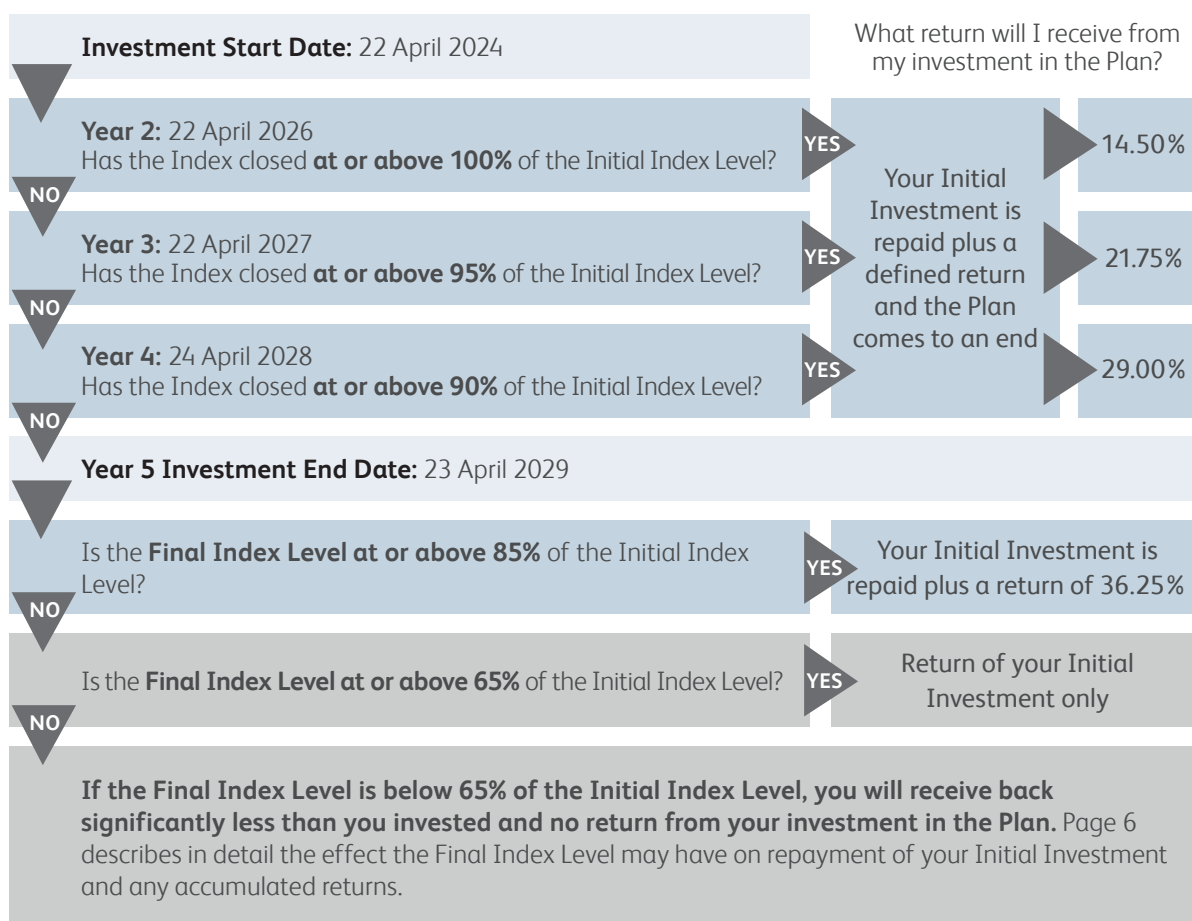 Investment Start Date: 22 April 2024
What return will I receive from
my investment in the Plan?
Year 2: 22 April 2026
Has the Index closed at or above 100% of the Initial Index Level?
YES
14.50%
NO
Year 3: 22 April 2027
Has the Index closed at or above 95% of the Initial Index Level?
YES
21.75%
NO
Year 4: 24 April 2028
Has the Index closed at or above 90% of the Initial Index Level?
YES
29.00%
NO
Your Initial
Investment is
repaid plus a
defined return
and the Plan
comes to an end
Year 5 Investment End Date: 23 April 2029
Is the Final Index Level at or above 85% of the Initial Index
Level?
YES
Your Initial Investment is
repaid plus a return of 36.25%
NO
Is the Final Index Level at or above 65% of the Initial Index Level?
YES
Return of your Initial
Investment only
NO
If the Final Index Level is below 65% of the Initial Index Level, you will receive back
significantly less than you invested and no return from your investment in the Plan. Page 6
describes in detail the effect the Final Index Level may have on repayment of your Initial Investment
and any accumulated returns.